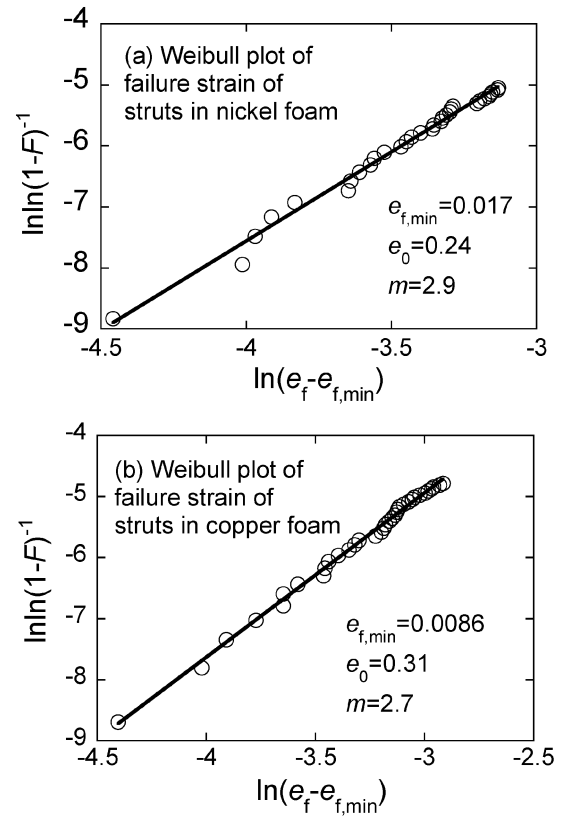 -4
(a) Weibull plot of
failure strain of
struts in nickel foam
-5
-6
-7
-8
-9
lnln(1-F)⁻¹
e_f,min=0.017
e_0=0.24
m=2.9
-4.5 -4 -3.5 -3
ln(e_f-e_f,min)
-4
(b) Weibull plot of
failure strain of
struts in copper foam
-5
-6
-7
-8
-9
lnln(1-F)⁻¹
e_f,min=0.0086
e_0=0.31
m=2.7
-4.5 -4 -3.5 -3 -2.5
ln(e_f-e_f,min)